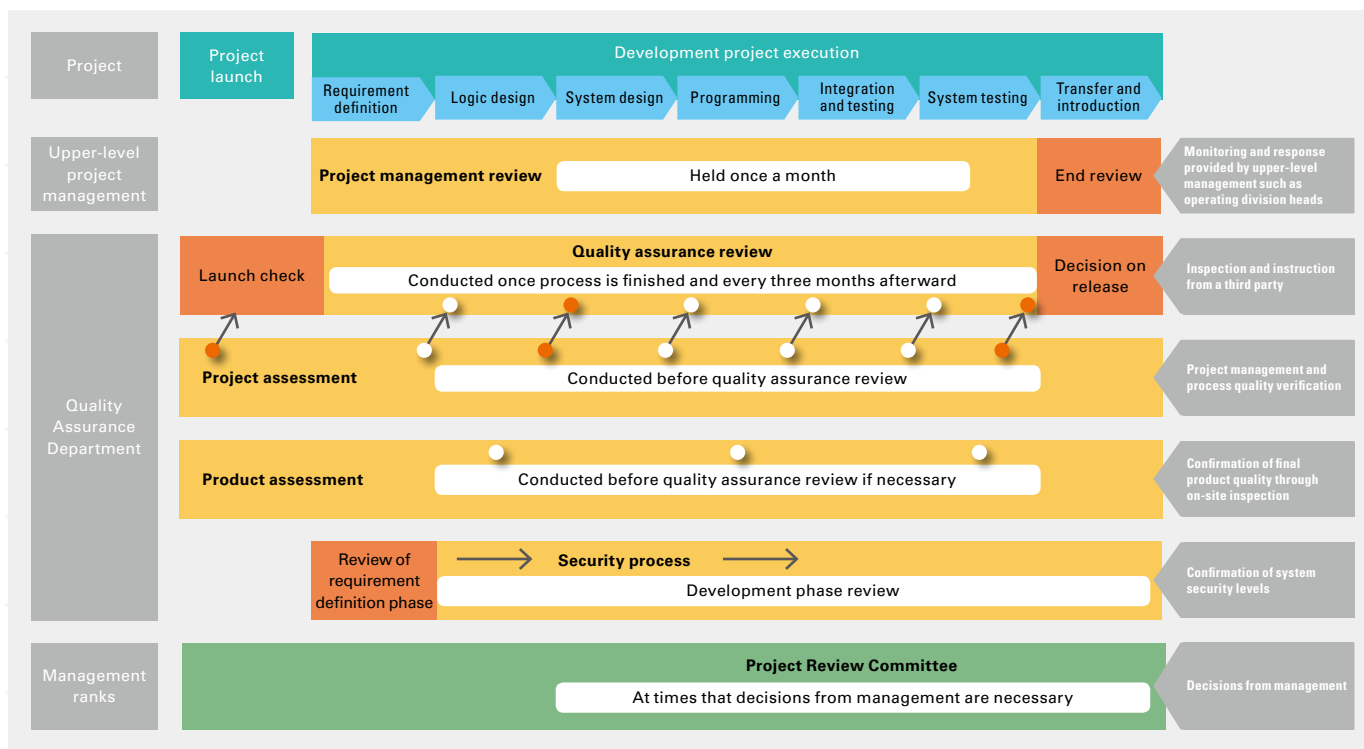 Project
Project
launch
Development project execution
Requirement
definition
Logic design
System design
Programming
Integration
and testing
System testing
Transfer and
introduction
Upper-level
project
management
Project management review
Held once a month
End review
Monitoring and response
provided by upper-level
management such as
operating division heads
Quality
Assurance
Department
Launch check
Quality assurance review
Conducted once process is finished and every three months afterward
Decision on
release
Inspection and instruction
from a third party
Project assessment
Conducted before quality assurance review
Project management and
process quality verification
Product assessment
Conducted before quality assurance review if necessary
Confirmation of final
product quality through
on-site inspection
Review of
requirement
definition phase
Security process
Development phase review
Confirmation of system
security levels
Management
ranks
Project Review Committee
At times that decisions from management are necessary
Decisions from management